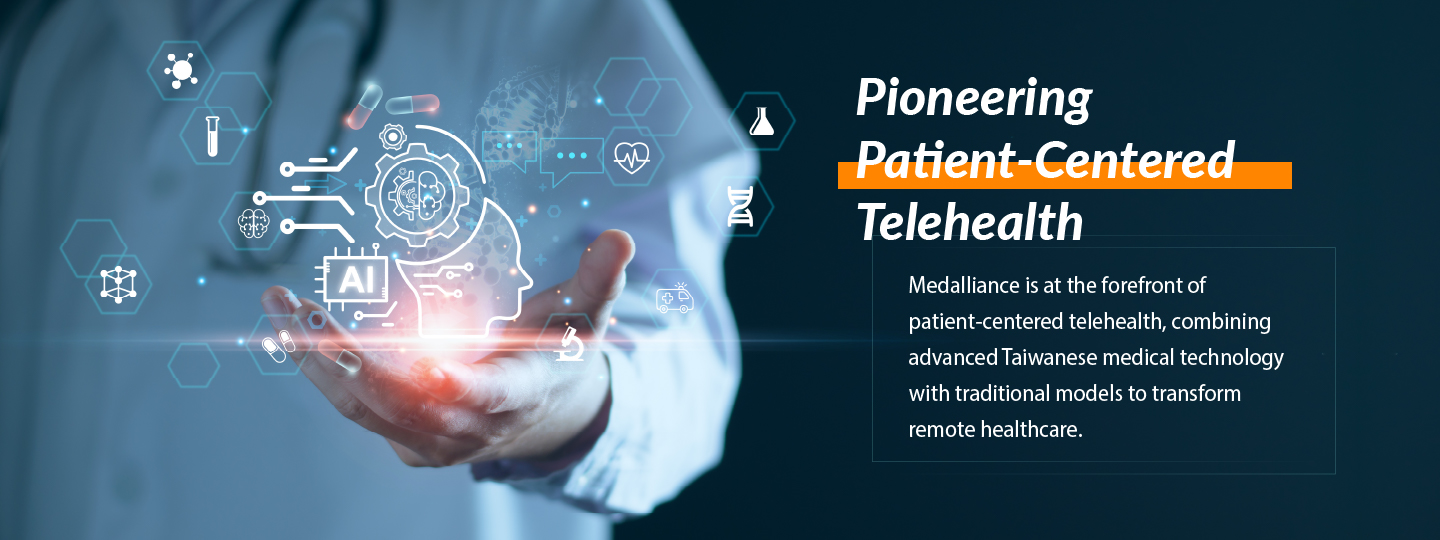 AI
Pioneering
Patient-Centered
Telehealth
Medalliance is at the forefront of
patient-centered telehealth, combining
advanced Taiwanese medical technology
with traditional models to transform
remote healthcare.